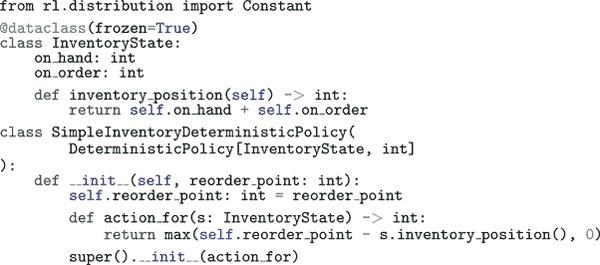 from rl.distribution import Constant
@dataclass(frozen=True)
class InventoryState:
    on_hand: int
    on_order: int
    def inventory_position(self) -> int:
        return self.on_hand + self.on_order
class SimpleInventoryDeterministicPolicy(
        DeterministicPolicy[InventoryState, int]
):
    def __init__(self, reorder_point: int):
        self.reorder_point: int = reorder_point
        def action_for(s: InventoryState) -> int:
            return max(self.reorder_point - s.inventory_position(), 0)
        super().__init__(action_for)